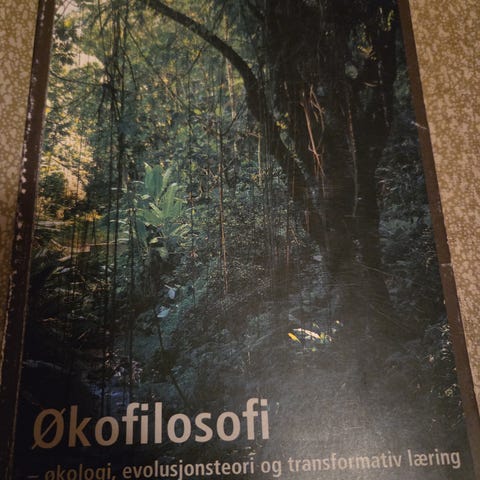 Økofilosofi
– økologi, evolusjonsteori og transformativ læring